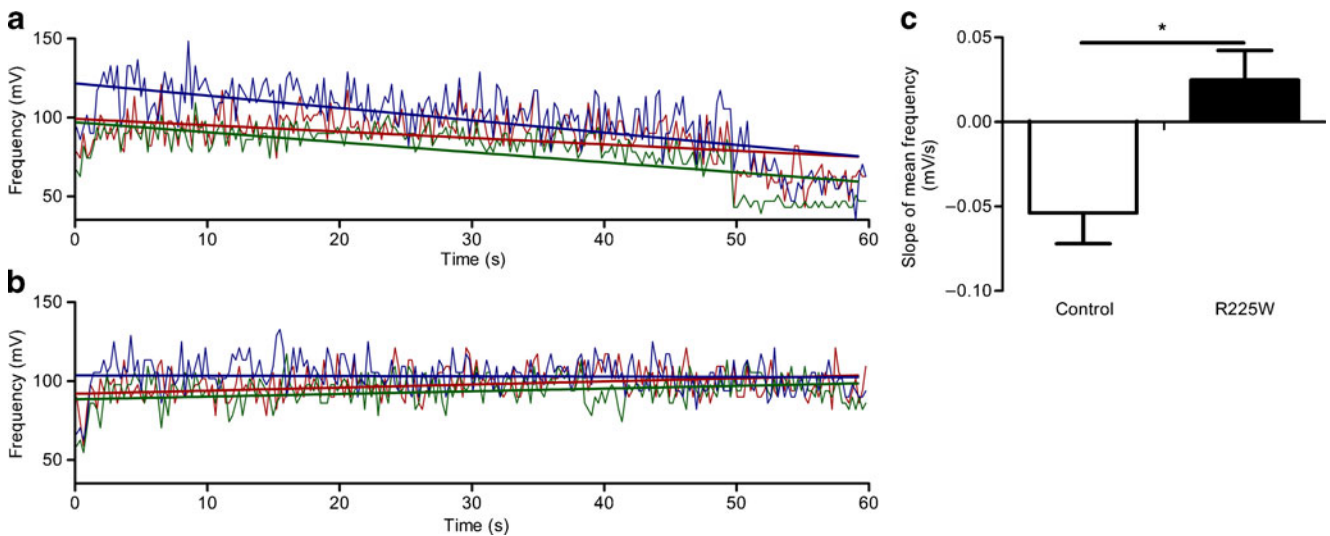 a
150
100
50
Frequency (mV)
0 10 20 30 40 50 60
Time (s)
b
150
100
50
Frequency (mV)
0 10 20 30 40 50 60
Time (s)
c
*
0.05
0.00
–0.05
–0.10
Slope of mean frequency
(mV/s)
Control R225W